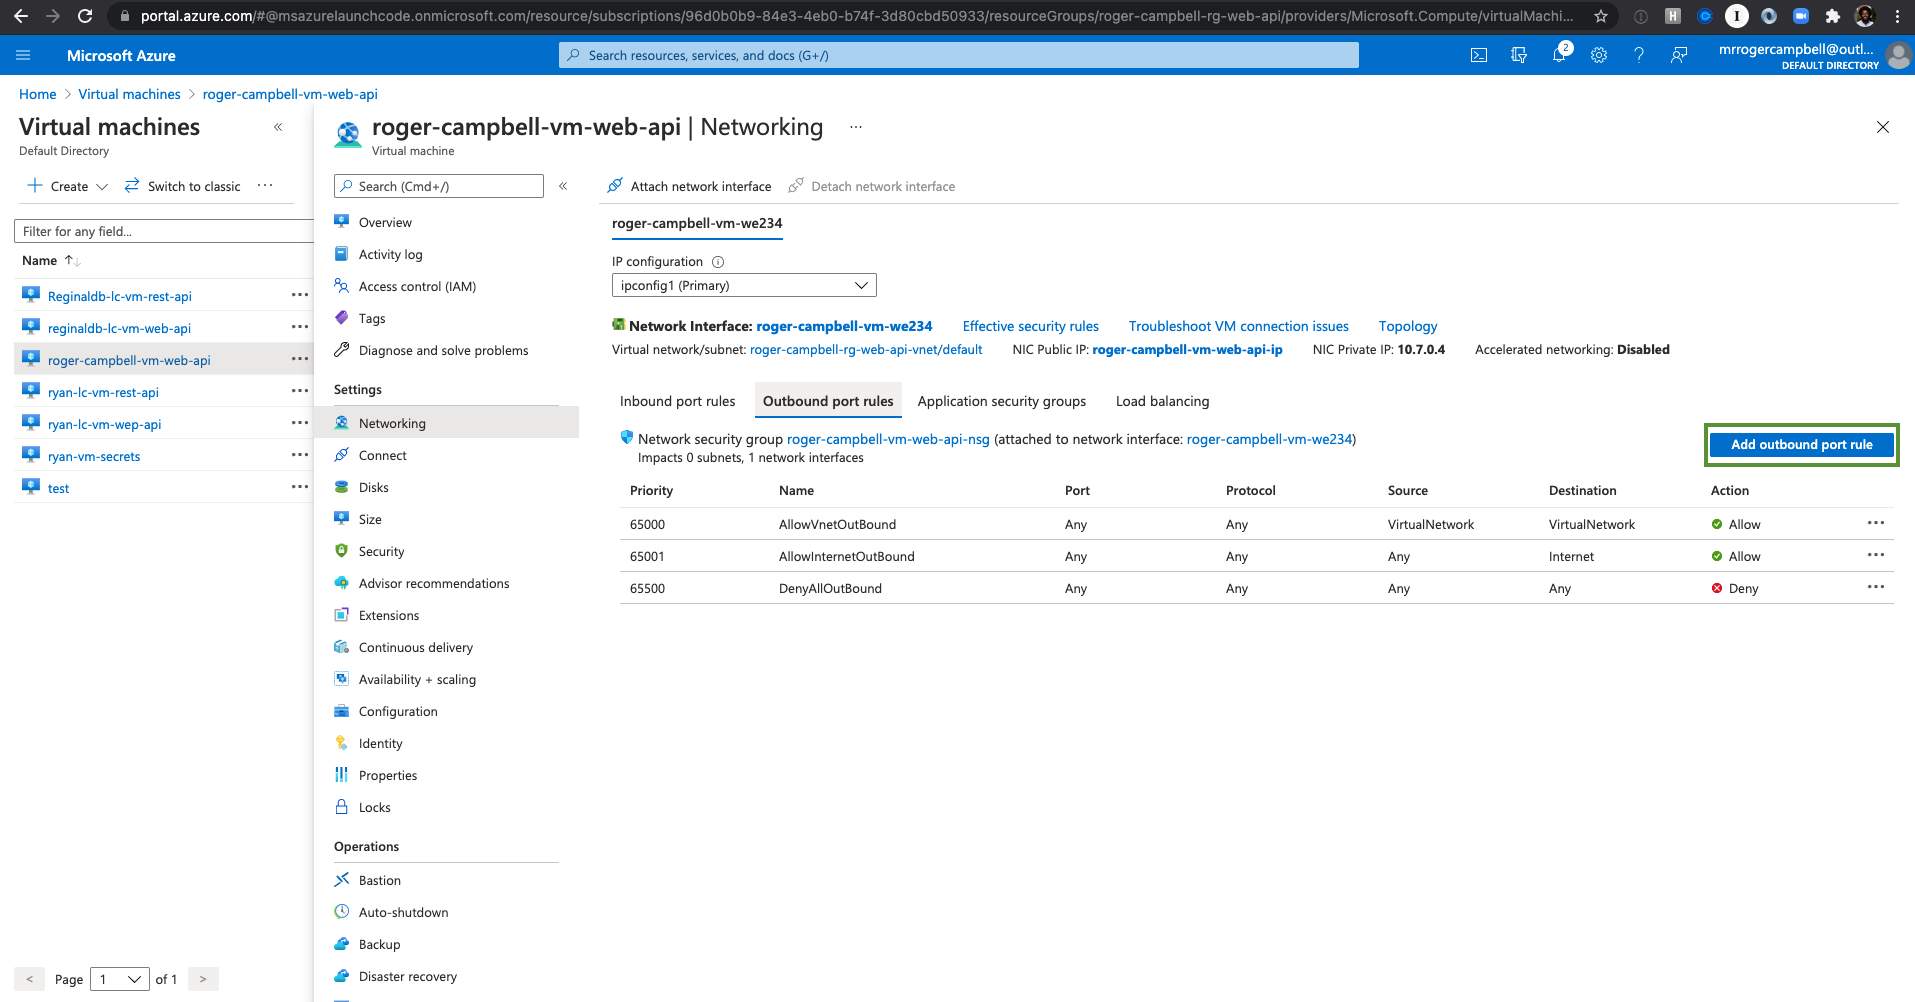 portal.azure.com/#@msazurelaunchcode.onmicrosoft.com/resource/subscriptions/96d0b0b9-84e3-4eb0-b74f-3d80cbd50933/resourceGroups/roger-campbell-rg-web-api/providers/Microsoft.Compute/virtualMachi...
Microsoft Azure
Search resources, services, and docs (G+/)
2
mrrogercampbell@outl...
DEFAULT DIRECTORY
Home > Virtual machines > roger-campbell-vm-web-api
Virtual machines
Default Directory
Create
Switch to classic
Filter for any field...
Name
Reginaldb-lc-vm-rest-api
reginaldb-lc-vm-web-api
roger-campbell-vm-web-api
ryan-lc-vm-rest-api
ryan-lc-vm-wep-api
ryan-vm-secrets
test
< Page 1 of 1 >
roger-campbell-vm-web-api | Networking ...
Virtual machine
Search (Cmd+/)
Overview
Activity log
Access control (IAM)
Tags
Diagnose and solve problems
Settings
Networking
Connect
Disks
Size
Security
Advisor recommendations
Extensions
Continuous delivery
Availability + scaling
Configuration
Identity
Properties
Locks
Operations
Bastion
Auto-shutdown
Backup
Disaster recovery
Attach network interface
Detach network interface
roger-campbell-vm-we234
IP configuration
ipconfig1 (Primary)
Network Interface: roger-campbell-vm-we234 Effective security rules Troubleshoot VM connection issues Topology
Virtual network/subnet: roger-campbell-rg-web-api-vnet/default NIC Public IP: roger-campbell-vm-web-api-ip NIC Private IP: 10.7.0.4 Accelerated networking: Disabled
Inbound port rules Outbound port rules Application security groups Load balancing
Network security group roger-campbell-vm-web-api-nsg (attached to network interface: roger-campbell-vm-we234)
Impacts 0 subnets, 1 network interfaces
Add outbound port rule
Priority Name Port Protocol Source Destination Action
65000 AllowVnetOutBound Any Any VirtualNetwork VirtualNetwork Allow
65001 AllowInternetOutBound Any Any Any Internet Allow
65500 DenyAllOutBound Any Any Any Any Deny